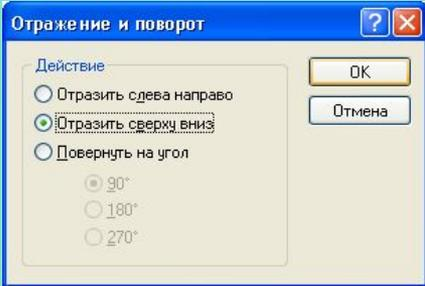 Отражение и поворот
Действие
Отразить слева направо
Отразить сверху вниз
Повернуть на угол
90°
180°
270°
OK
Отмена